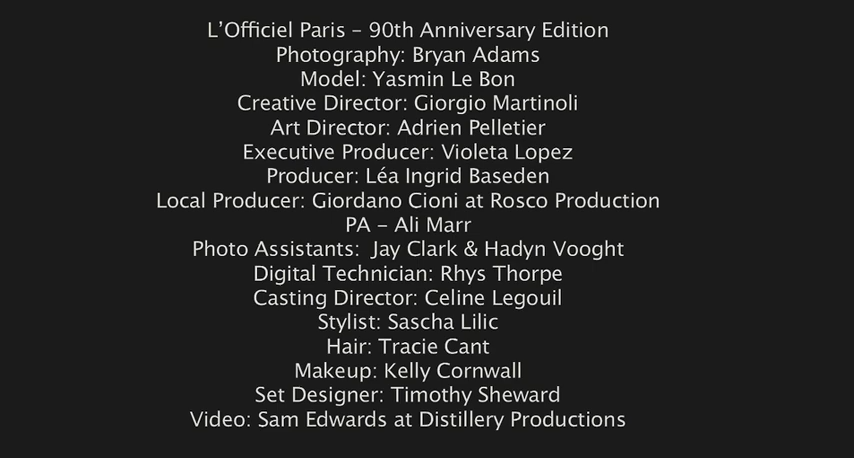 L’Officiel Paris – 90th Anniversary Edition
Photography: Bryan Adams
Model: Yasmin Le Bon
Creative Director: Giorgio Martinoli
Art Director: Adrien Pelletier
Executive Producer: Violeta Lopez
Producer: Léa Ingrid Baseden
Local Producer: Giordano Cioni at Rosco Production
PA – Ali Marr
Photo Assistants:  Jay Clark & Hadyn Vooght
Digital Technician: Rhys Thorpe
Casting Director: Celine Legouil
Stylist: Sascha Lilic
Hair: Tracie Cant
Makeup: Kelly Cornwall
Set Designer: Timothy Sheward
Video: Sam Edwards at Distillery Productions